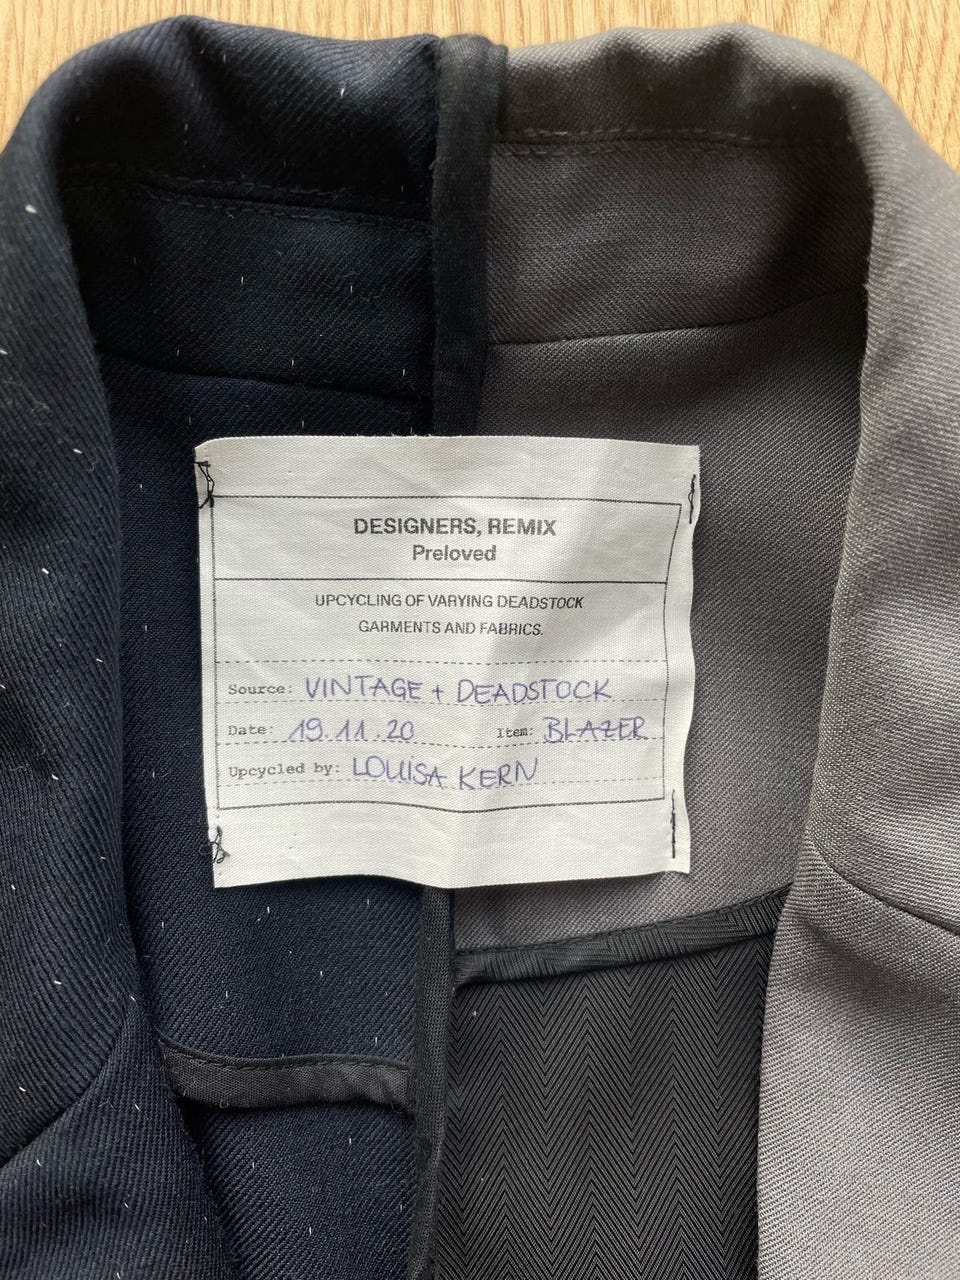 DESIGNERS, REMIX
Preloved
UPCYCLING OF VARYING DEADSTOCK
GARMENTS AND FABRICS.
Source: VINTAGE + DEADSTOCK
Date: 19.11.20 Item: BLAZER
Upcycled by: LOUISA KERN